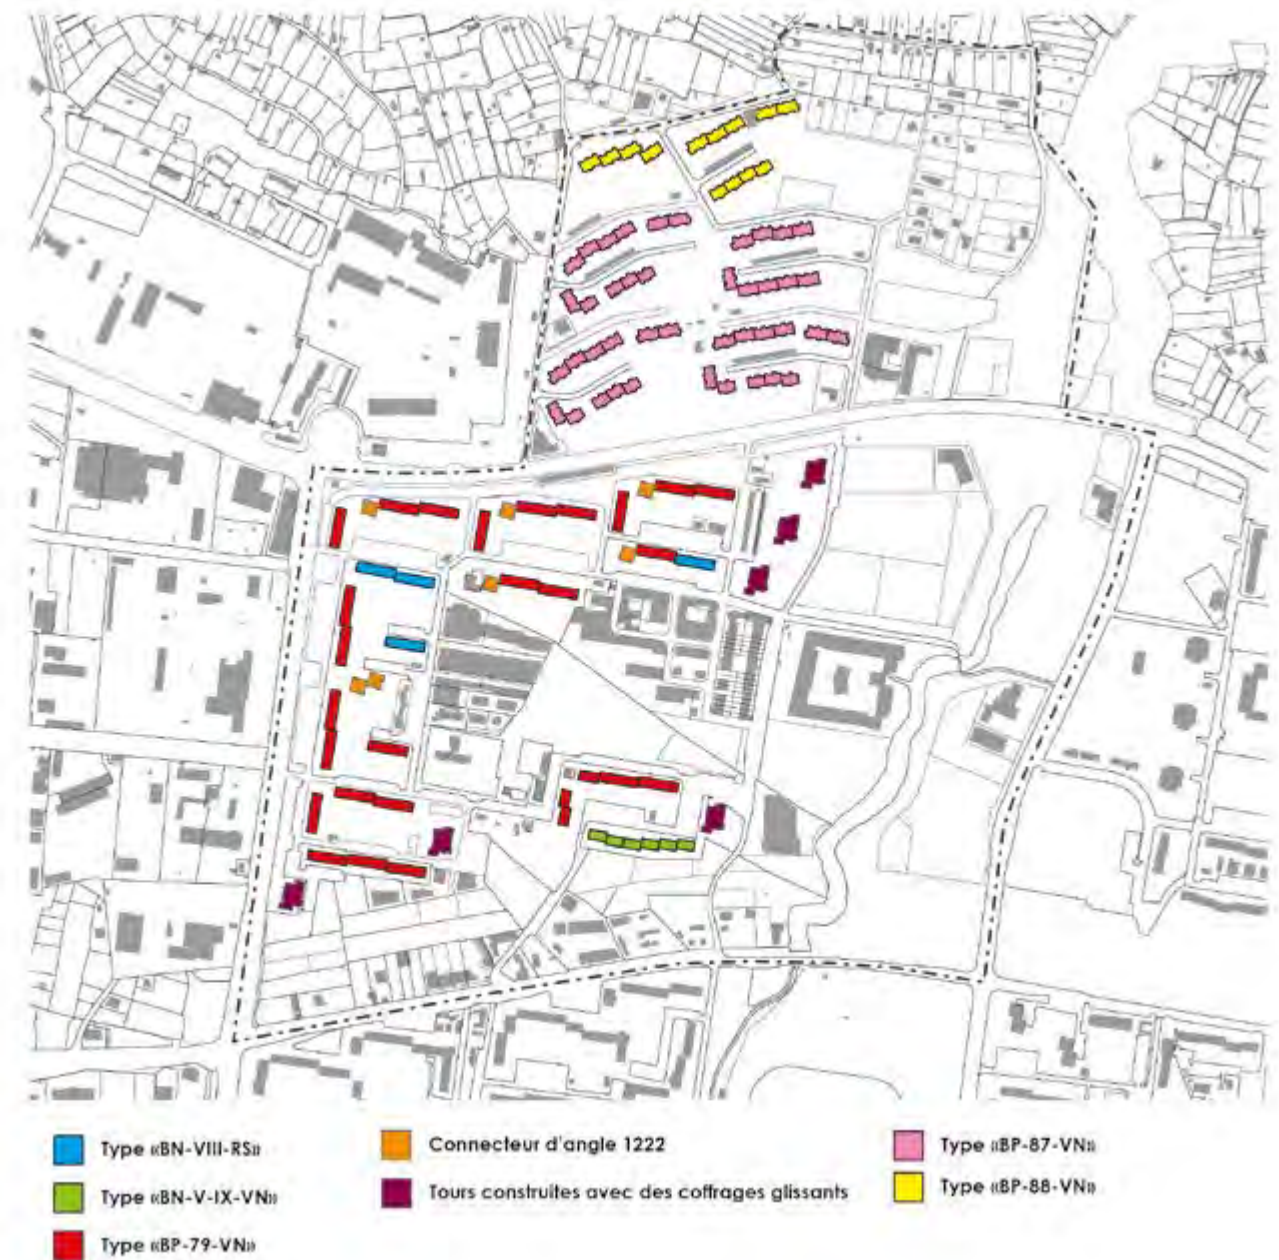 Type «BN-VIII-RS»
Type «BN-V-IX-VN»
Type «BP-79-VN»
Connecteur d'angle 1222
Tours construites avec des coffrages glissants
Type «BP-87-VN»
Type «BP-88-VN»